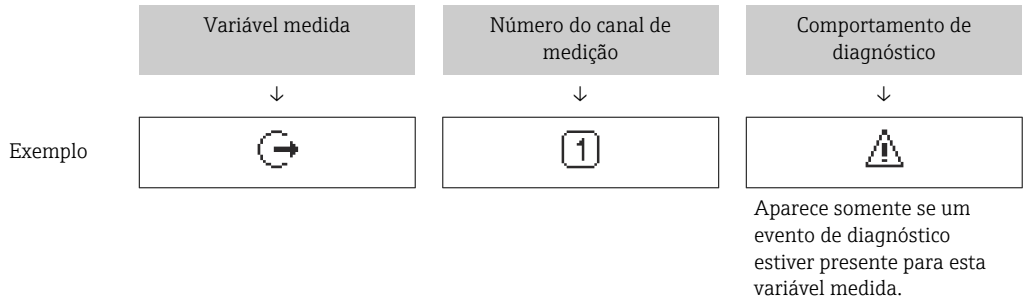 Variável medida
Número do canal de
medição
Comportamento de
diagnóstico
↓ ↓ ↓
Exemplo
1
Aparece somente se um
evento de diagnóstico
estiver presente para esta
variável medida.